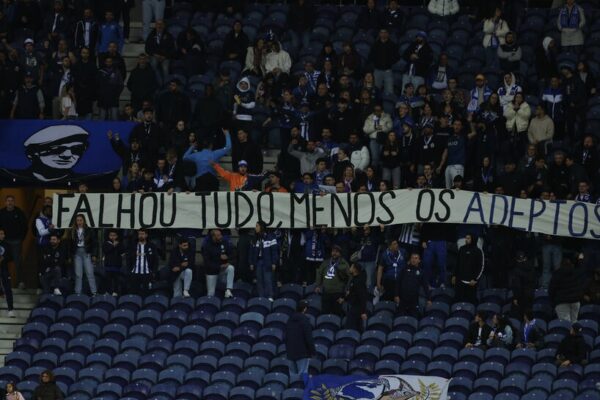 FALHOU TUDO, MENOS OS ADEPTOS